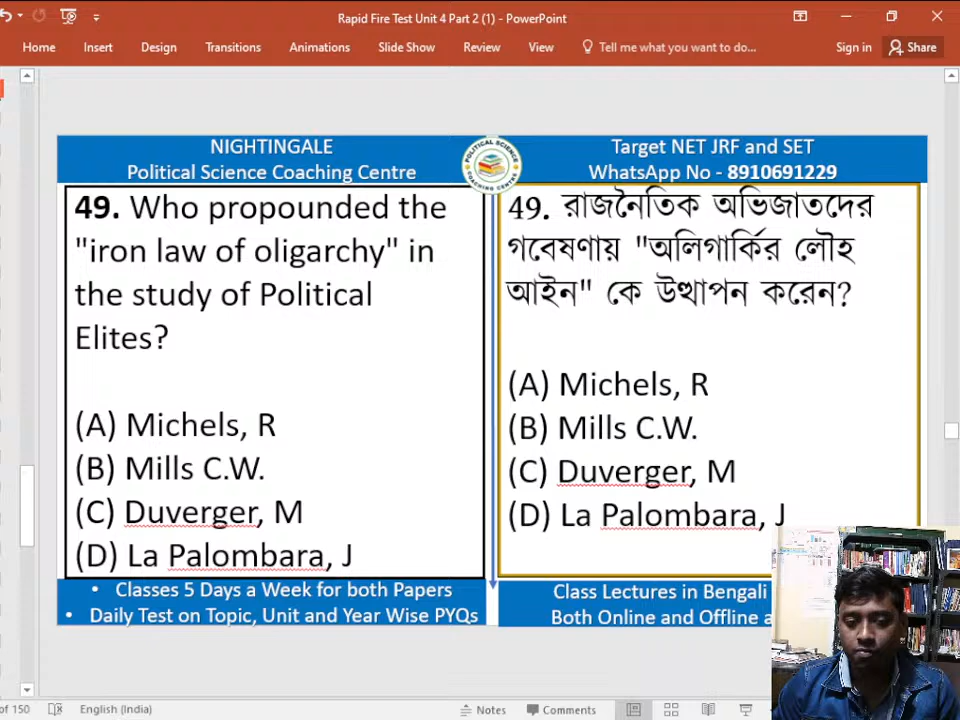 Rapid Fire Test Unit 4 Part 2 (1) - PowerPoint
Home Insert Design Transitions Animations Slide Show Review View Tell me what you want to do... Sign in Share
NIGHTINGALE
Political Science Coaching Centre
POLITICAL SCIENCE COACHING CENTRE
Target NET JRF and SET
WhatsApp No - 8910691229
49. Who propounded the
"iron law of oligarchy" in
the study of Political
Elites?
(A) Michels, R
(B) Mills C.W.
(C) Duverger, M
(D) La Palombara, J
49. রাজনৈতিক অভিজাতদের
গবেষণায় "অলিগার্কির লৌহ
আইন" কে উত্থাপন করেন?
(A) Michels, R
(B) Mills C.W.
(C) Duverger, M
(D) La Palombara, J
• Classes 5 Days a Week for both Papers
• Daily Test on Topic, Unit and Year Wise PYQs
Class Lectures in Bengali
Both Online and Offline a
of 150 English (India) Notes Comments